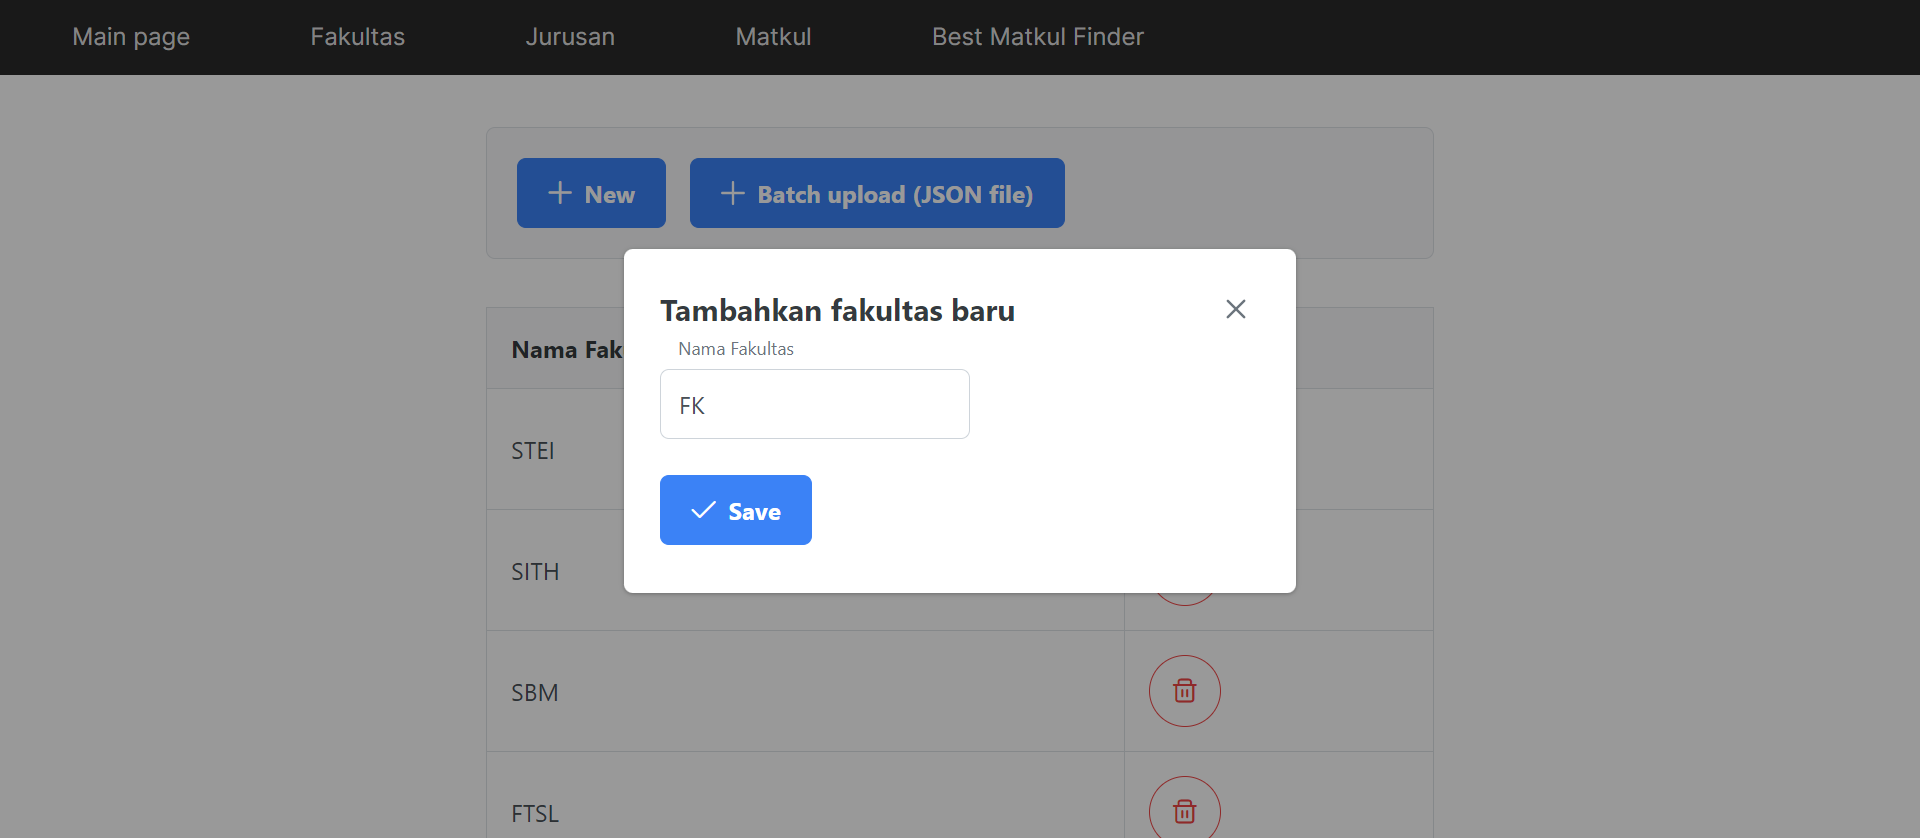 Main page Fakultas Jurusan Matkul Best Matkul Finder
New Batch upload (JSON file)
Tambahkan fakultas baru
Nama Fakultas
FK
Save
Nama Fak
STEI
SITH
SBM
FTSL